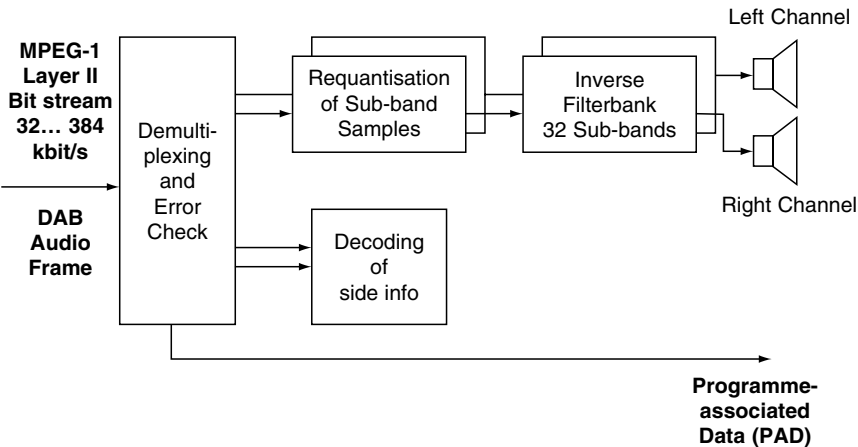 MPEG-1
Layer II
Bit stream
32... 384
kbit/s
DAB
Audio
Frame
Demulti-
plexing
and
Error
Check
Requantisation
of Sub-band
Samples
Inverse
Filterbank
32 Sub-bands
Left Channel
Right Channel
Decoding
of
side info
Programme-
associated
Data (PAD)